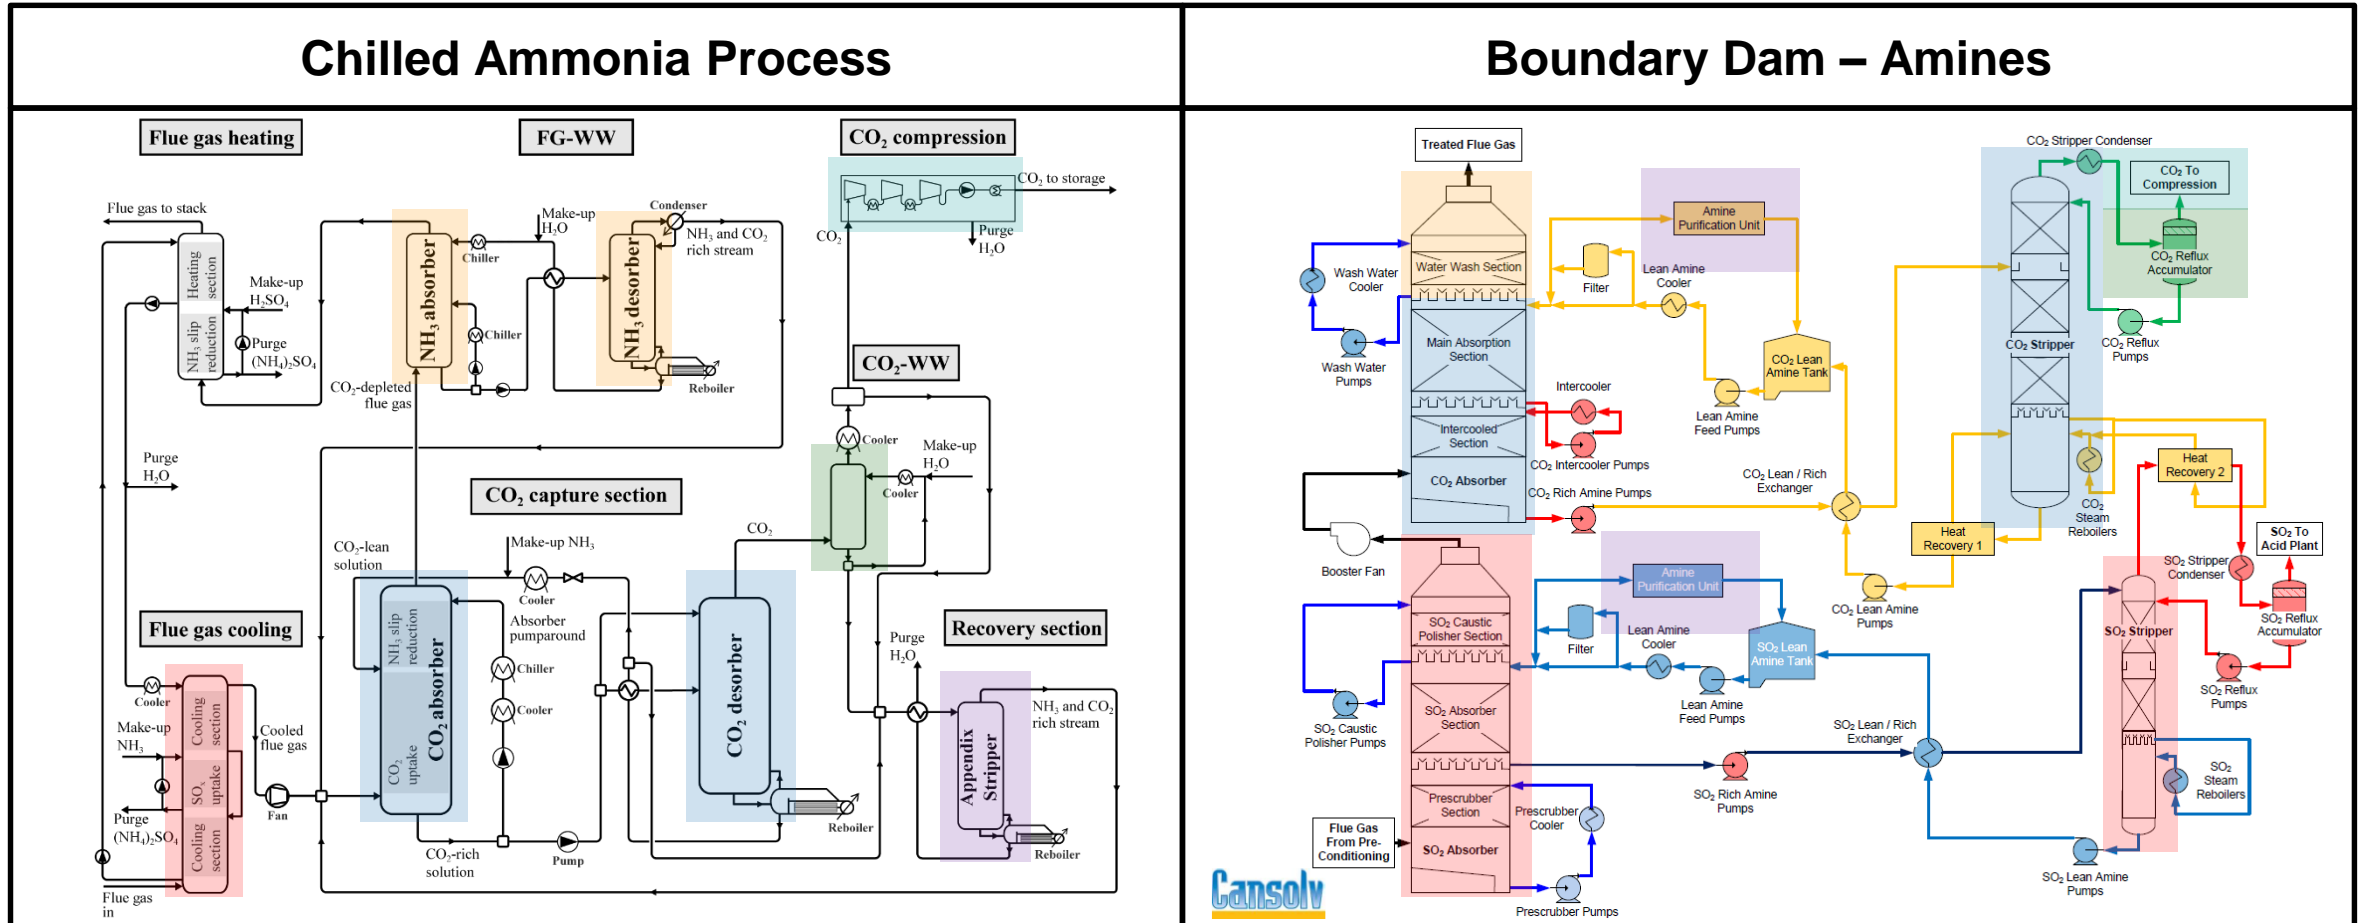 Chilled Ammonia Process
Boundary Dam – Amines
Flue gas heating
FG-WW
CO₂ compression
CO₂ to storage
Purge
H₂O
CO₂
Flue gas to stack
Heating
section
NH₃ slip
reduction
Make-up
H₂SO₄
Purge
(NH₄)₂SO₄
NH₃ absorber
Chiller
Chiller
Make-up
H₂O
NH₃ desorber
Condenser
NH₃ and CO₂
rich stream
Reboiler
CO₂-depleted
flue gas
CO₂-WW
Cooler
Make-up
H₂O
Cooler
Purge
H₂O
CO₂ capture section
CO₂-lean
solution
Make-up NH₃
Cooler
Absorber
pumparound
Chiller
Cooler
NH₃ slip
reduction
CO₂ absorber
CO₂
uptake
CO₂
CO₂ desorber
Reboiler
Pump
CO₂-rich
solution
Flue gas cooling
Cooler
Make-up
NH₃
Purge
(NH₄)₂SO₄
Cooling
section
SOₓ
uptake
Cooling
section
Cooled
flue gas
Fan
Flue gas
in
Recovery section
Purge
H₂O
Appendix
Stripper
NH₃ and CO₂
rich stream
Reboiler
Treated Flue Gas
Water Wash Section
Wash Water
Cooler
Wash Water
Pumps
Main Absorption
Section
Intercooled
Section
CO₂ Absorber
Filter
Amine
Purification Unit
Lean Amine
Cooler
CO₂ Lean
Amine Tank
Lean Amine
Feed Pumps
Intercooler
CO₂ Intercooler Pumps
CO₂ Rich Amine Pumps
CO₂ Lean / Rich
Exchanger
CO₂ Stripper Condenser
CO₂ To
Compression
CO₂ Reflux
Accumulator
CO₂ Reflux
Pumps
CO₂ Stripper
CO₂
Steam
Reboilers
Heat
Recovery 1
Heat
Recovery 2
CO₂ Lean Amine
Pumps
Booster Fan
SO₂ Caustic
Polisher Section
SO₂ Caustic
Polisher Pumps
SO₂ Absorber
Section
Prescrubber
Section
SO₂ Absorber
Flue Gas
From Pre-
Conditioning
Prescrubber
Cooler
Prescrubber Pumps
Filter
Amine
Purification Unit
Lean Amine
Cooler
SO₂ Lean
Amine Tank
Lean Amine
Feed Pumps
SO₂ Rich Amine
Pumps
SO₂ Lean / Rich
Exchanger
SO₂ Stripper
SO₂ Stripper
Condenser
SO₂ To
Acid Plant
SO₂ Reflux
Accumulator
SO₂ Reflux
Pumps
SO₂
Steam
Reboilers
SO₂ Lean Amine
Pumps
Cansolv